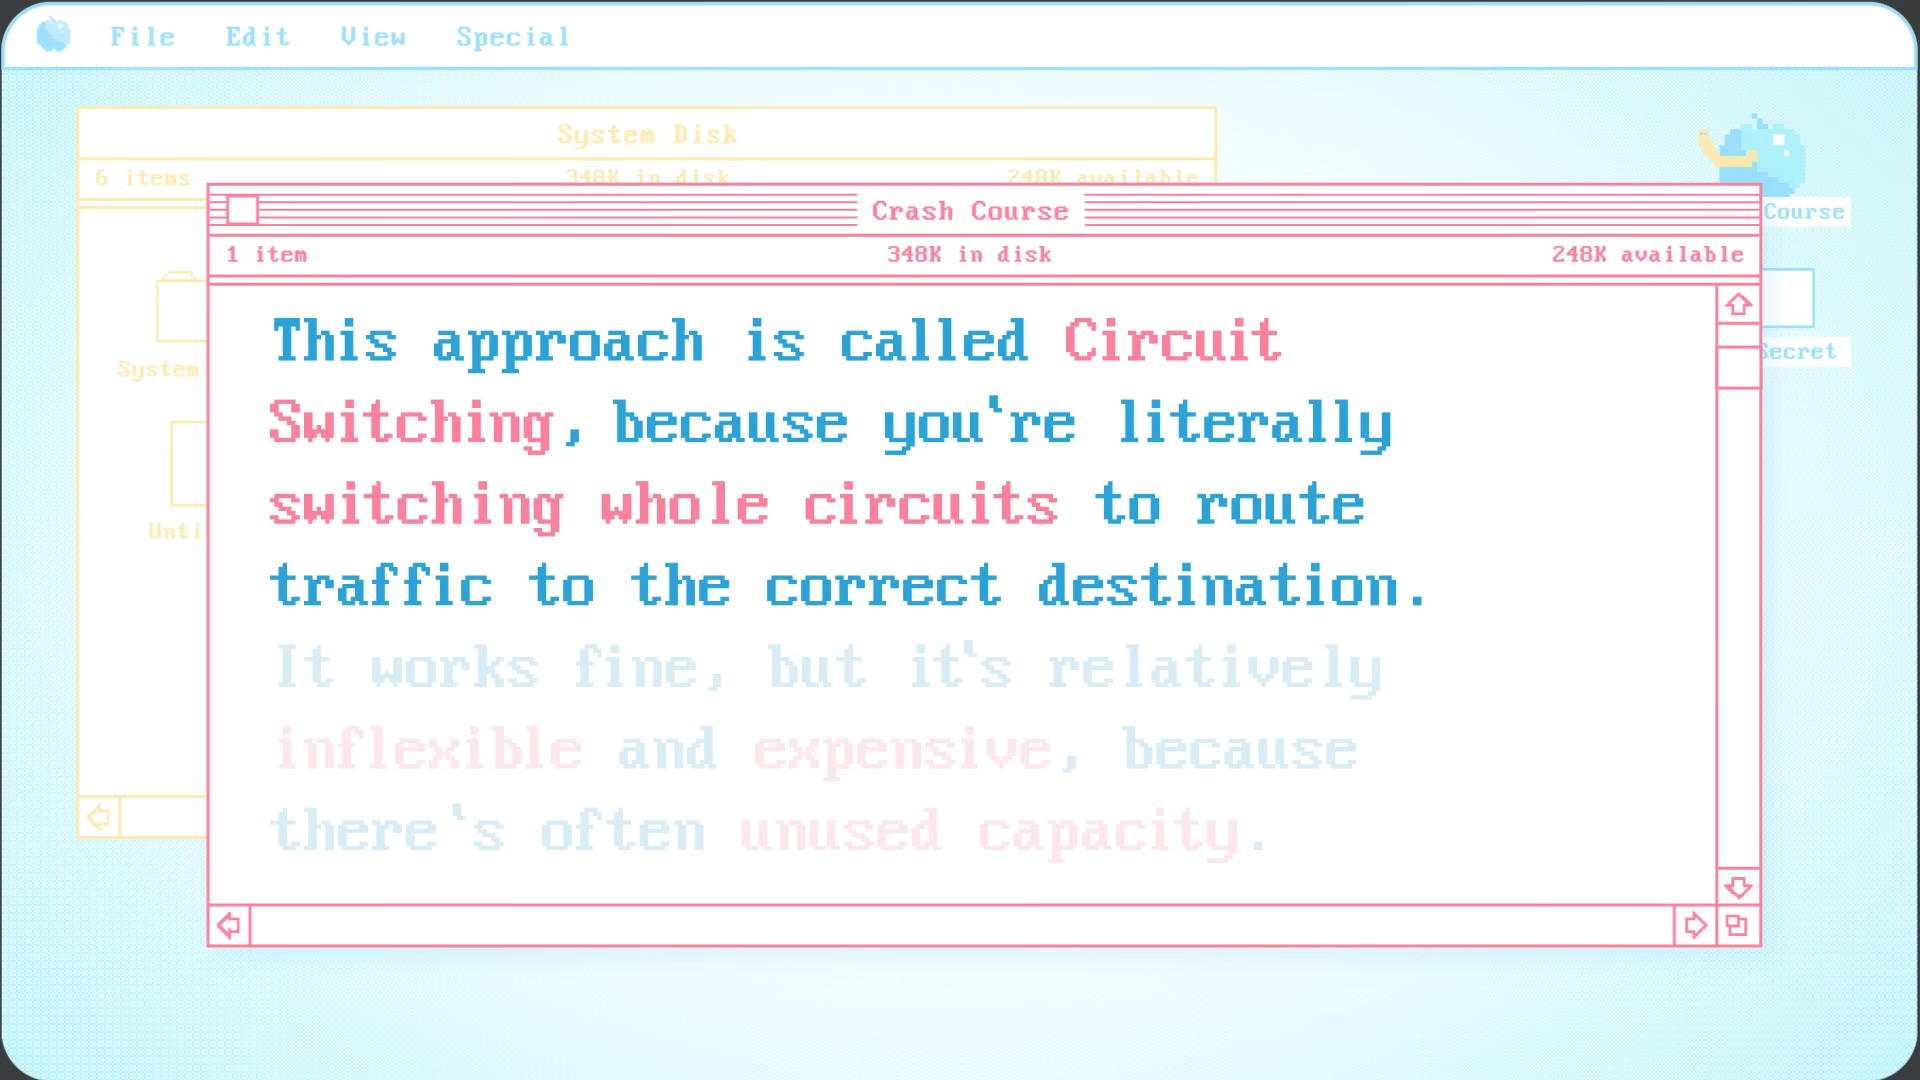 File Edit View Special
System Disk
6 items 348K in disk 248K available
Crash Course
Course
1 item 348K in disk 248K available
This approach is called Circuit
Switching, because you're literally
switching whole circuits to route
traffic to the correct destination.
It works fine, but it's relatively
inflexible and expensive, because
there's often unused capacity.
Secret
System
Unti